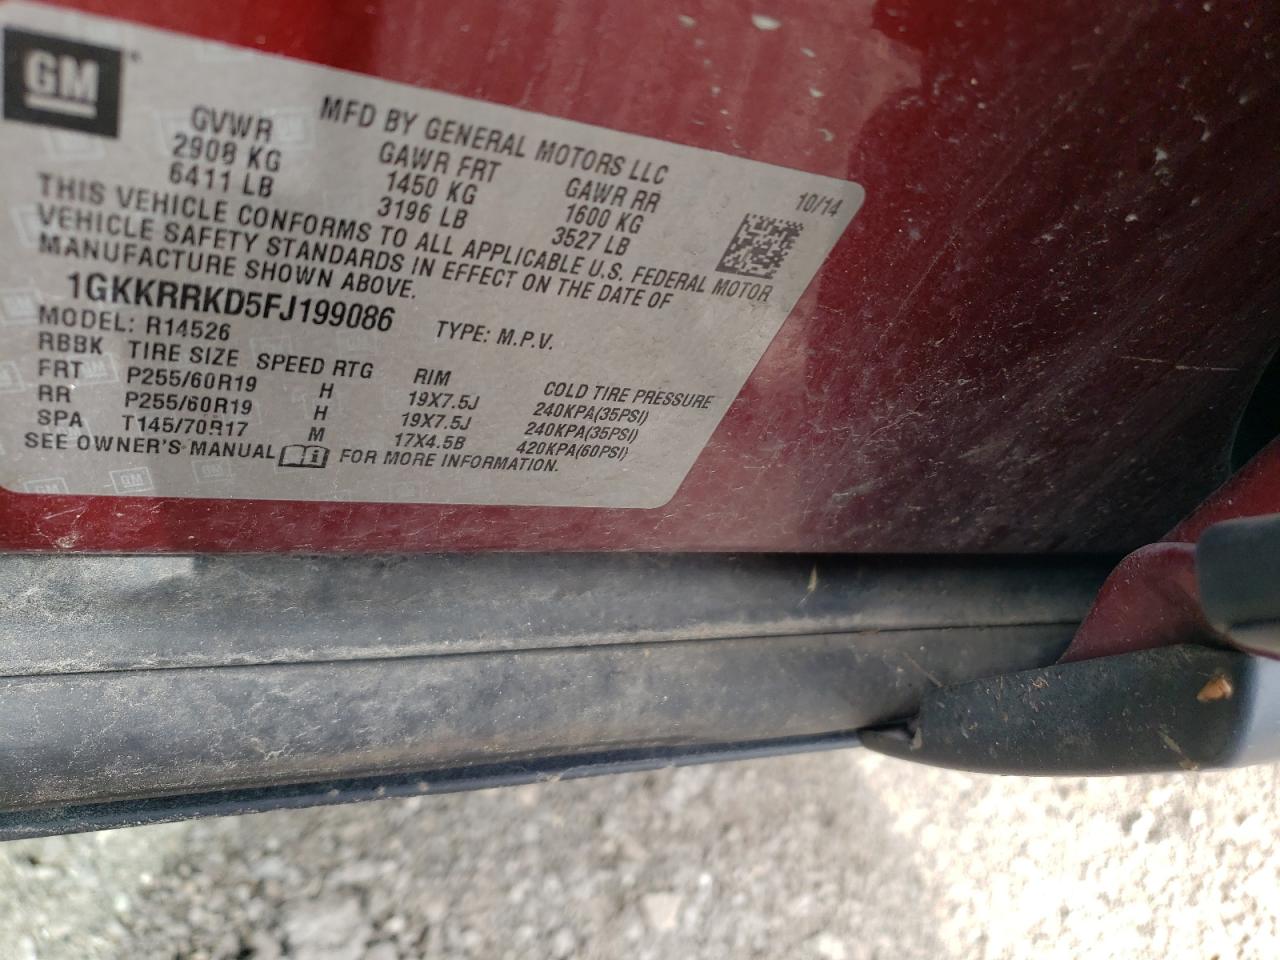 GM
MFD BY GENERAL MOTORS LLC
10/14
GVWR GAWR FRT GAWR RR
2908 KG 1450 KG 1600 KG
6411 LB 3196 LB 3527 LB
THIS VEHICLE CONFORMS TO ALL APPLICABLE U.S. FEDERAL MOTOR
VEHICLE SAFETY STANDARDS IN EFFECT ON THE DATE OF
MANUFACTURE SHOWN ABOVE.
1GKKRRKD5FJ199086 TYPE: M.P.V.
MODEL: R14526
RBBK TIRE SIZE SPEED RTG RIM COLD TIRE PRESSURE
FRT P255/60R19 H 19X7.5J 240KPA(35PSI)
RR P255/60R19 H 19X7.5J 240KPA(35PSI)
SPA T145/70R17 M 17X4.5B 420KPA(60PSI)
SEE OWNER'S MANUAL FOR MORE INFORMATION.